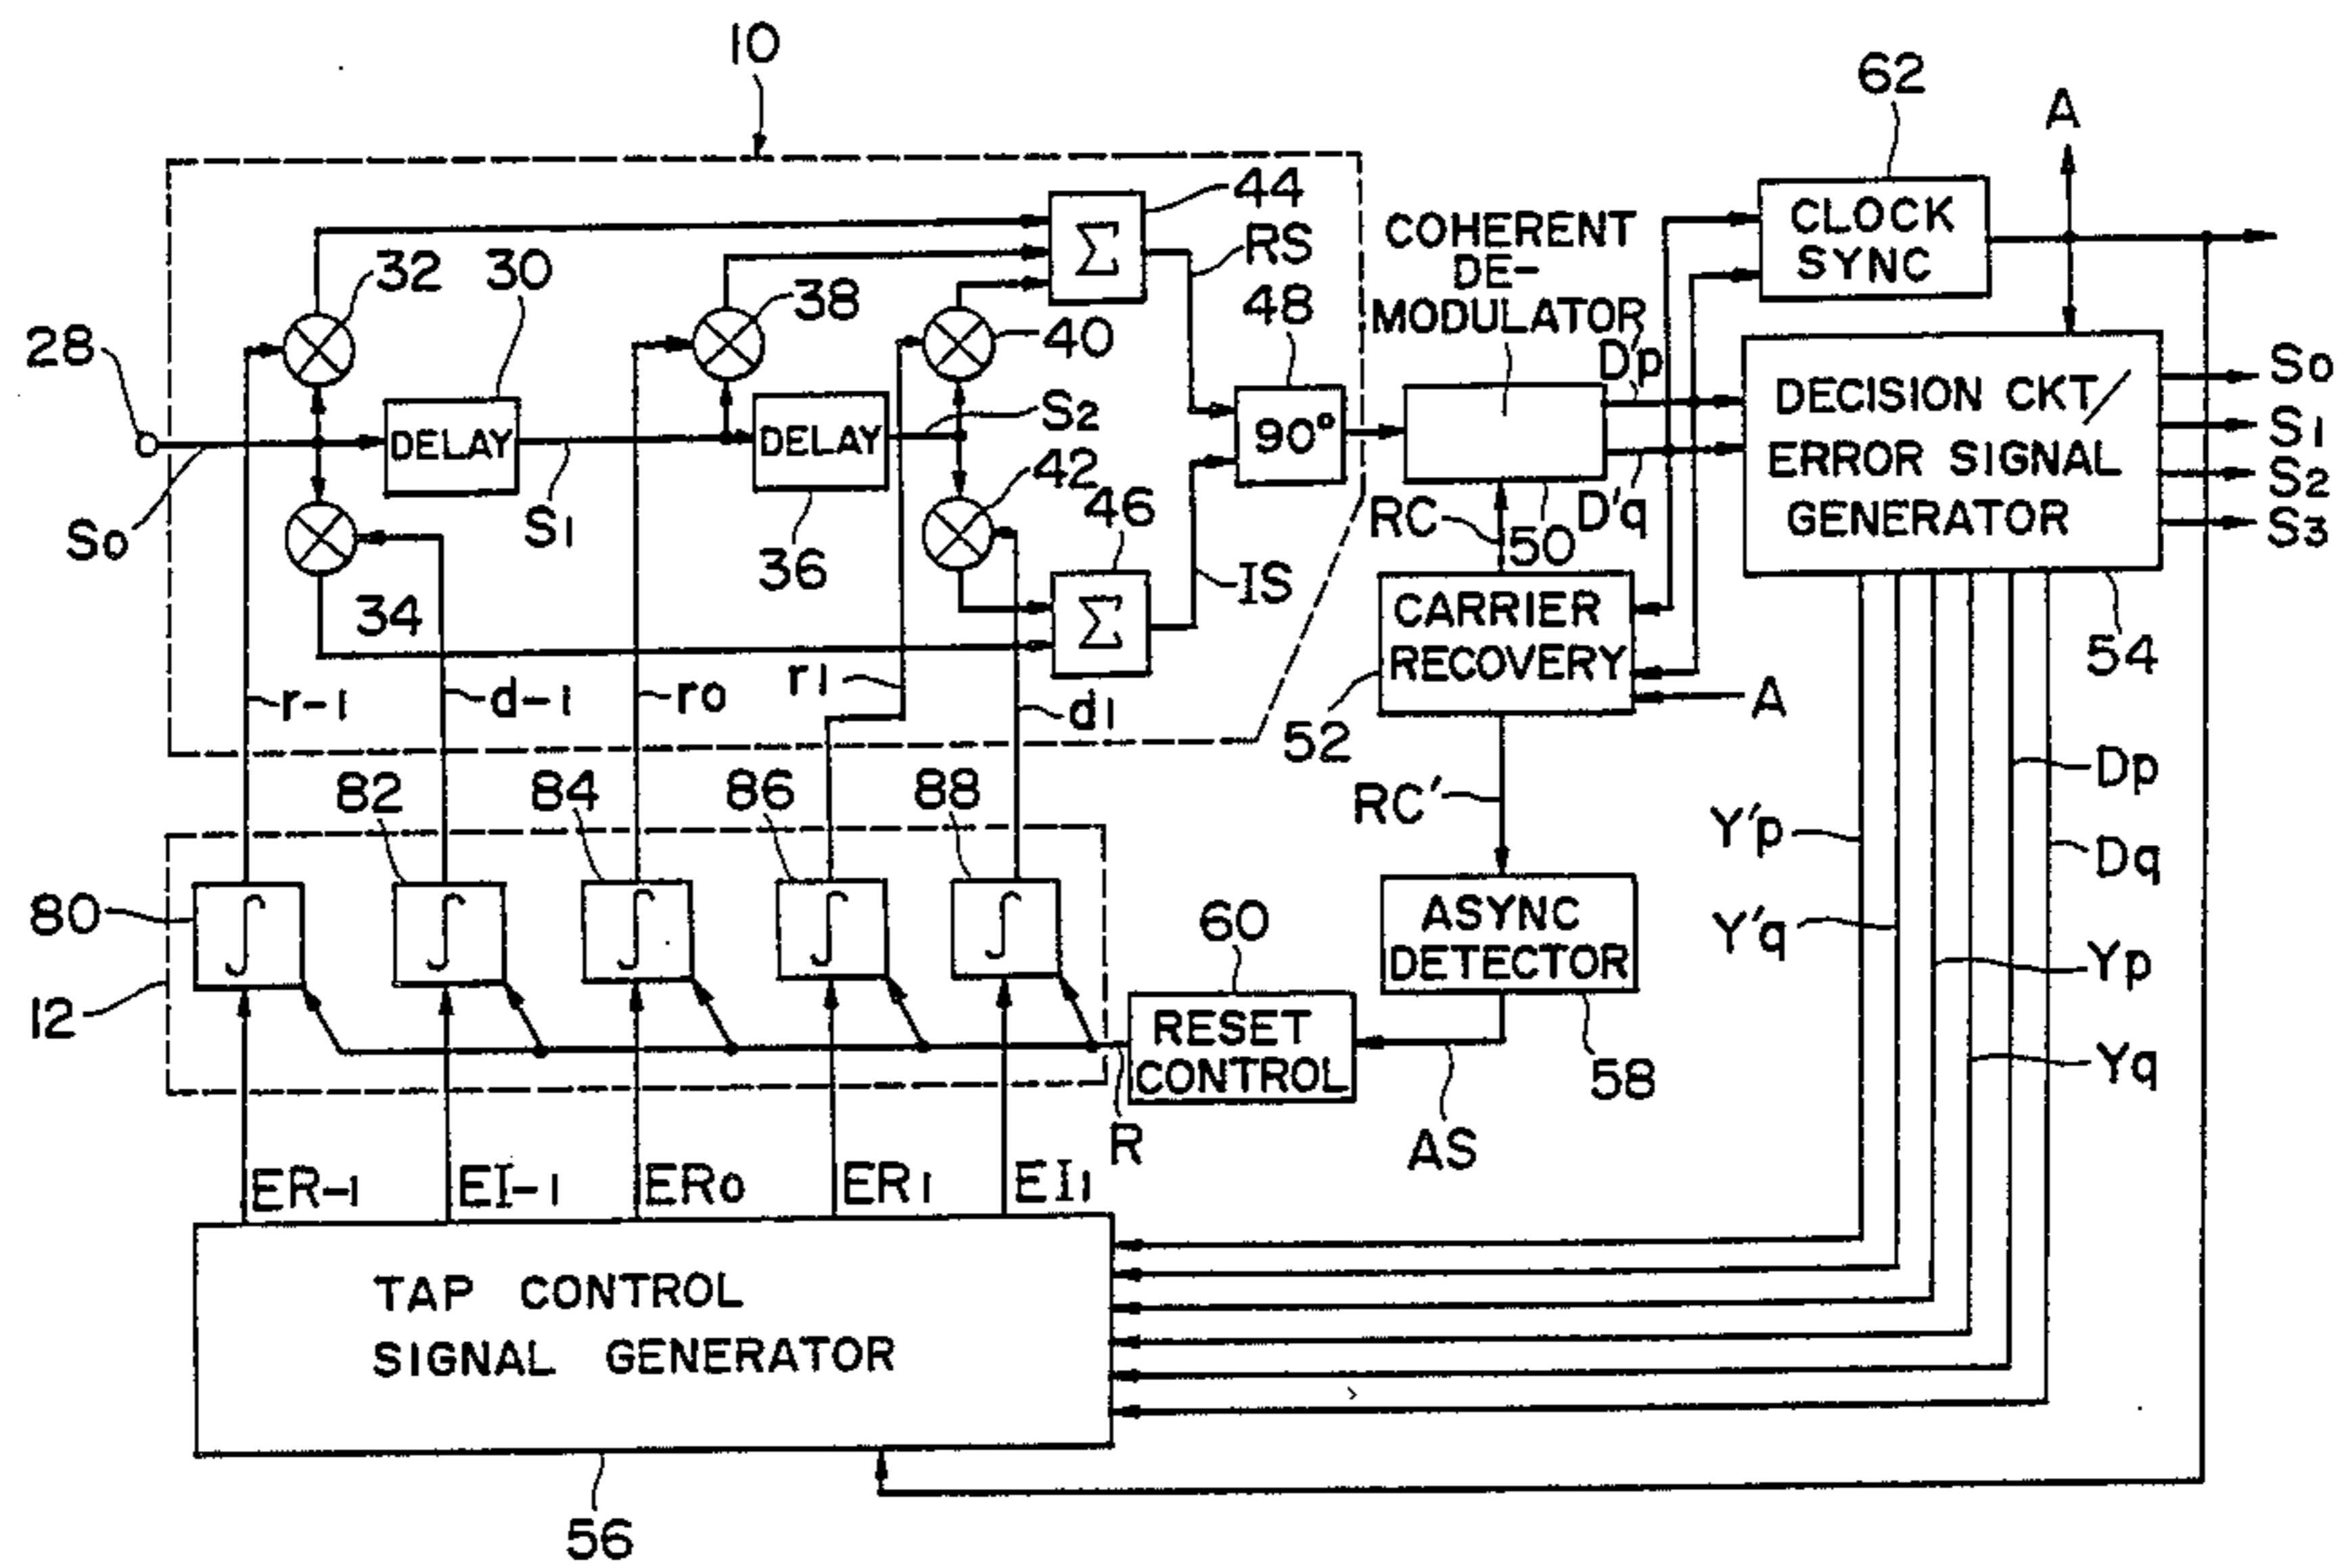 10
62
A
44
CLOCK
SYNC
COHERENT
DE-
MODULATOR
RS
32
30
38
48
28
40
Σ
D'p
So
DECISION CKT/
ERROR SIGNAL
GENERATOR
S1
S2
S3
DELAY
DELAY
S2
90°
42
46
So
S1
36
RC
50
D'q
34
IS
Σ
CARRIER
RECOVERY
54
r-1
d-1
ro
r1
d1
52
A
82
84
86
88
RC'
Dp
Y'p
Dq
80
∫
∫
∫
∫
∫
60
ASYNC
DETECTOR
Y'q
Yp
12
RESET
CONTROL
58
Yq
R
AS
ER-1
EI-1
ERo
ER1
EI1
TAP CONTROL
SIGNAL GENERATOR
56